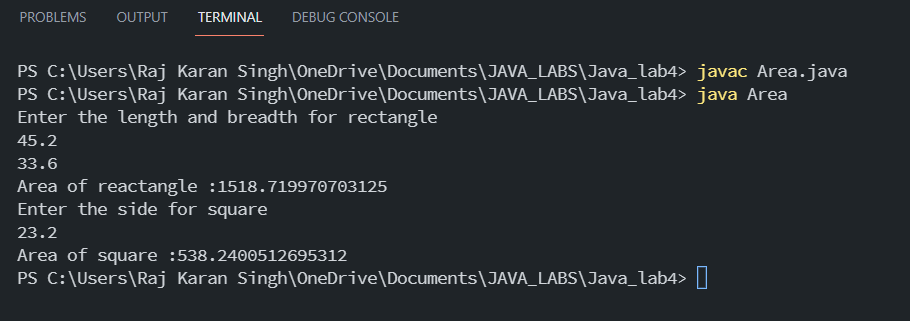 PROBLEMS OUTPUT TERMINAL DEBUG CONSOLE
PS C:\Users\Raj Karan Singh\OneDrive\Documents\JAVA_LABS\Java_lab4> javac Area.java
PS C:\Users\Raj Karan Singh\OneDrive\Documents\JAVA_LABS\Java_lab4> java Area
Enter the length and breadth for rectangle
45.2
33.6
Area of reactangle :1518.719970703125
Enter the side for square
23.2
Area of square :538.2400512695312
PS C:\Users\Raj Karan Singh\OneDrive\Documents\JAVA_LABS\Java_lab4>